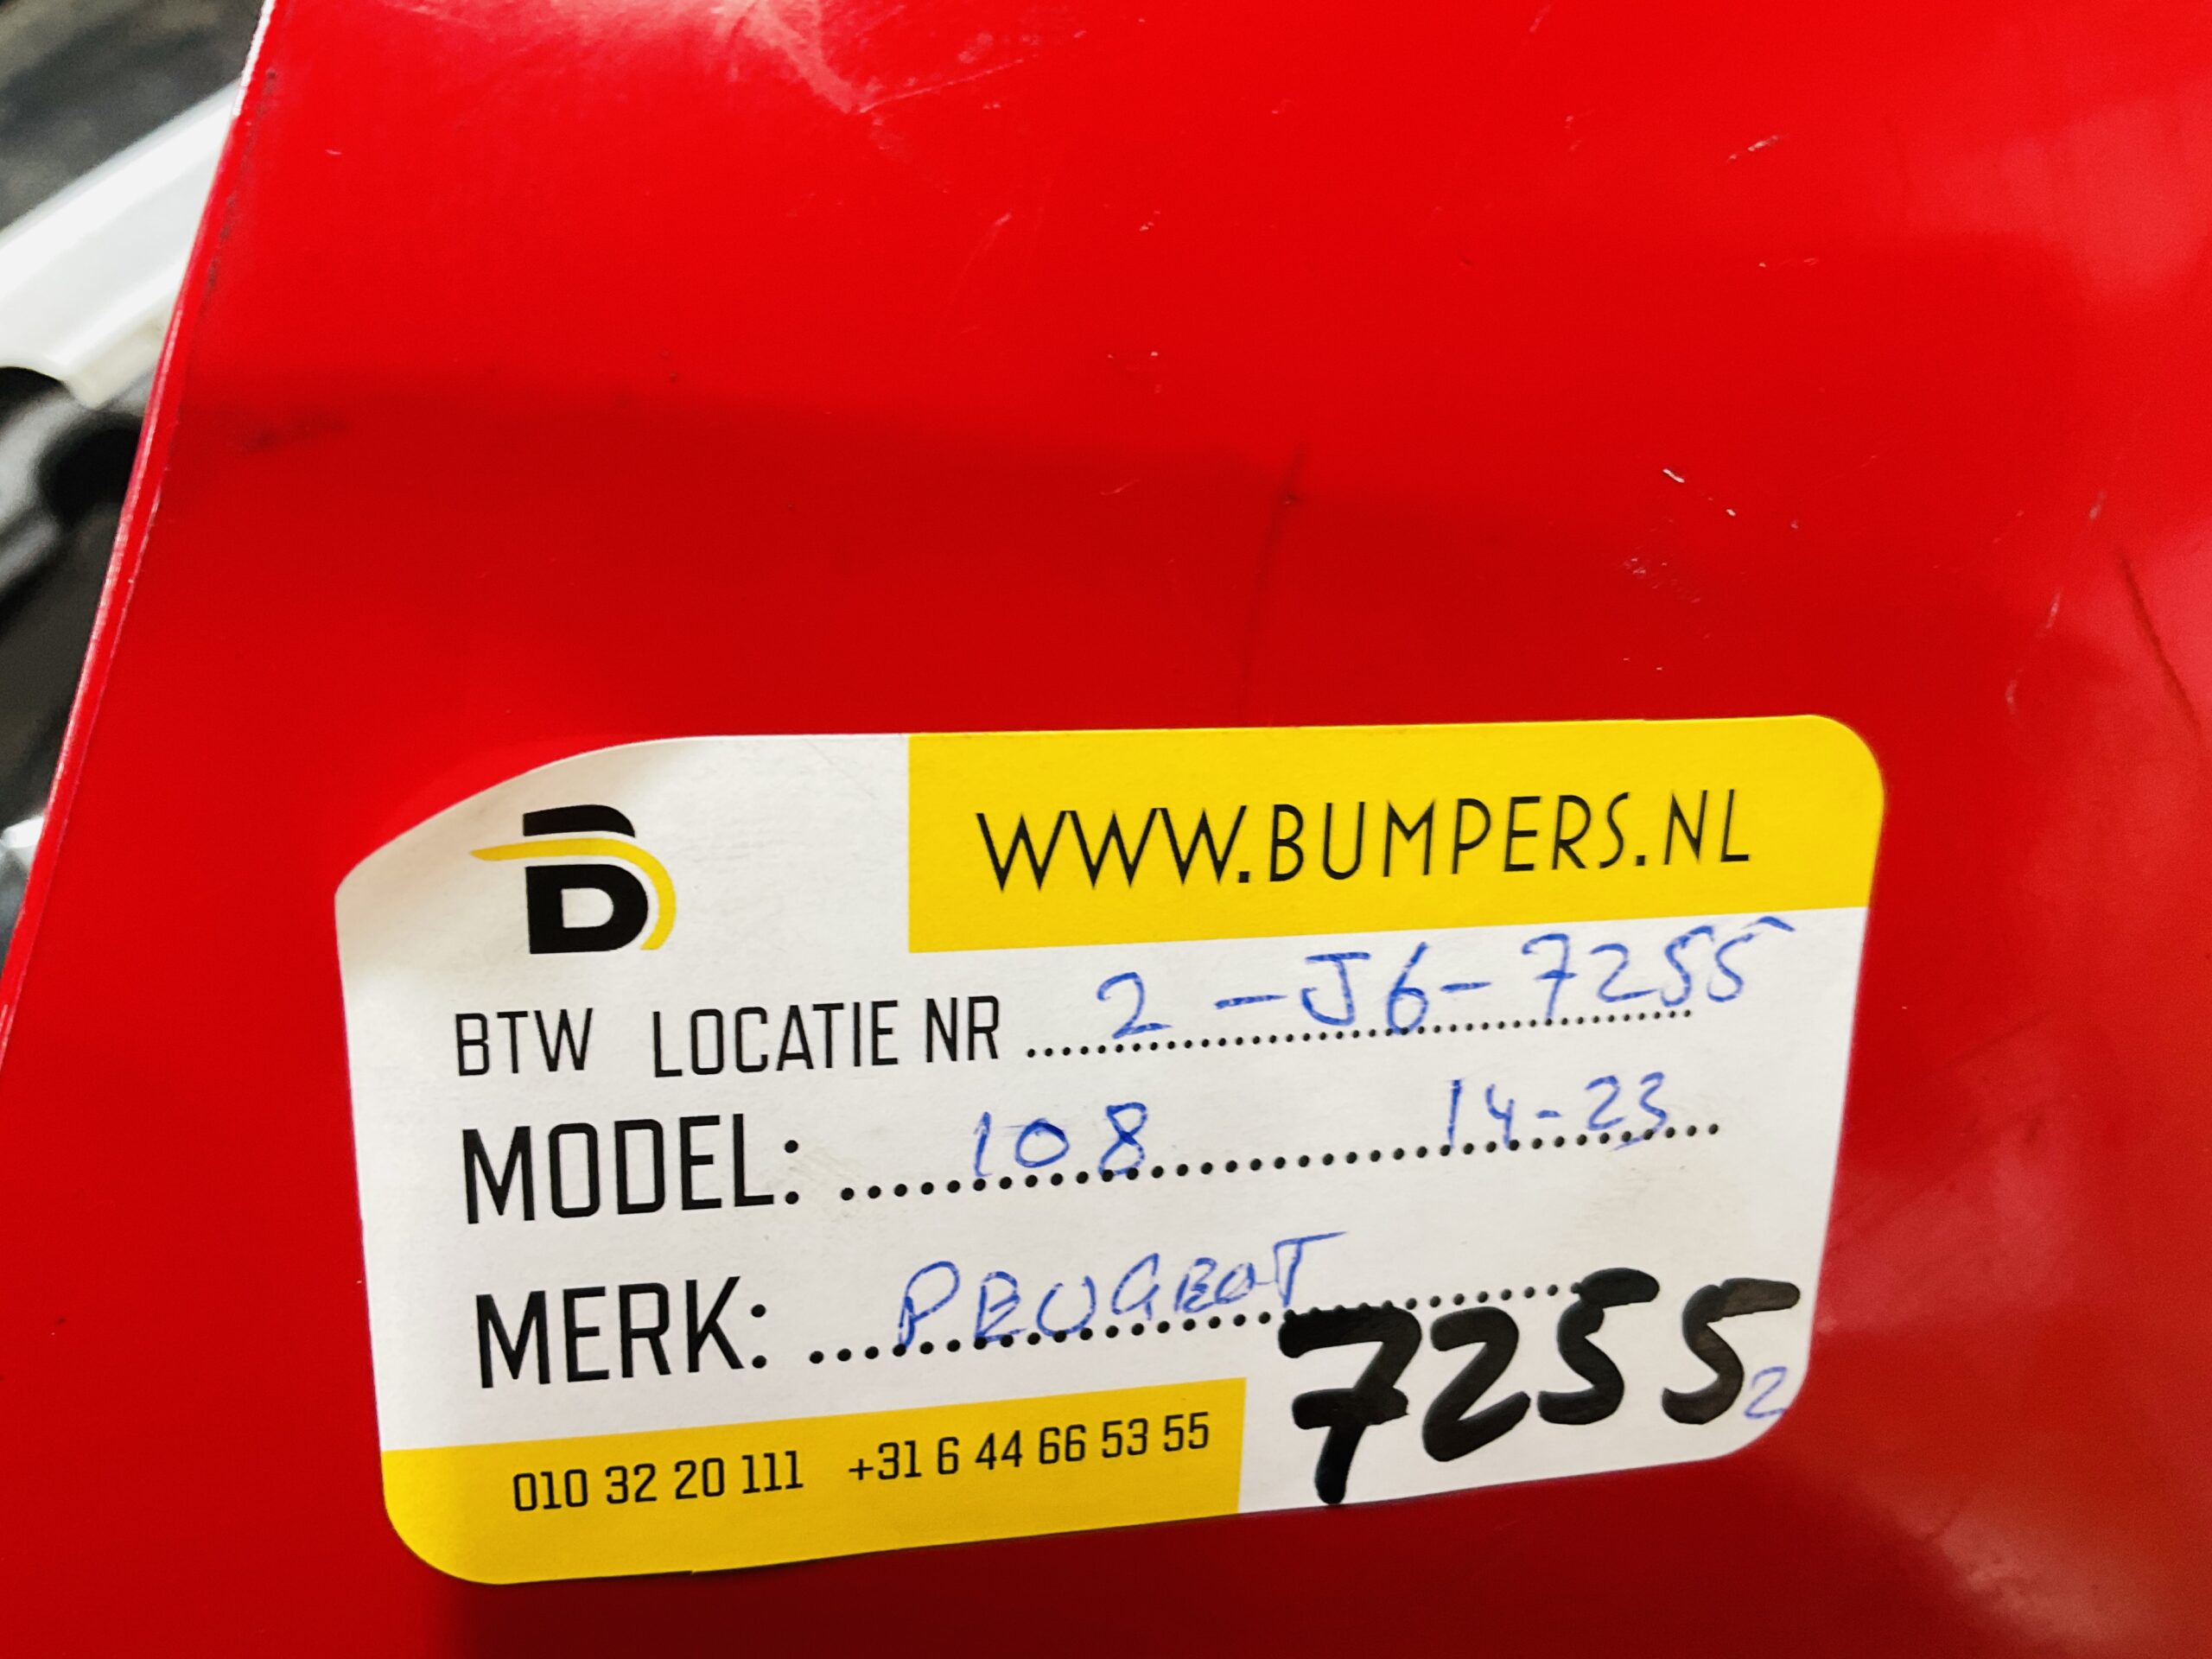 B
WWW.BUMPERS.NL
BTW LOCATIE NR 2-J6-7255
MODEL: 108 14-23
MERK: PEUGEOT
7255 2
010 32 20 111 +31 6 44 66 53 55